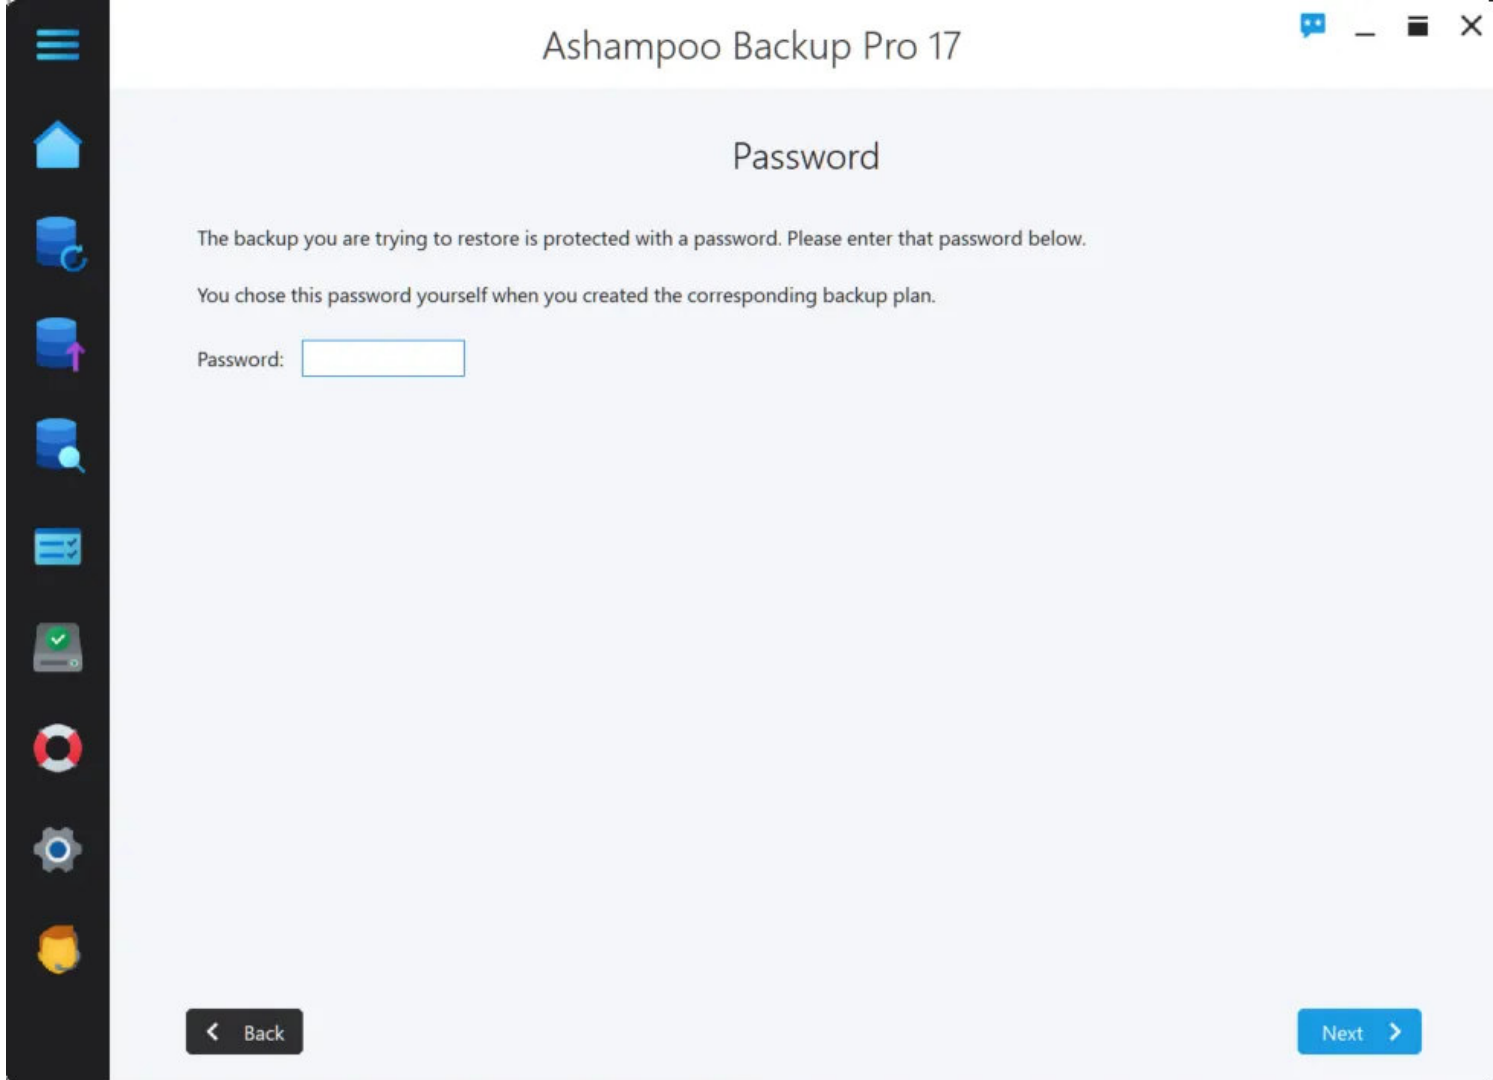 Ashampoo Backup Pro 17
Password
The backup you are trying to restore is protected with a password. Please enter that password below.
You chose this password yourself when you created the corresponding backup plan.
Password:
Back
Next